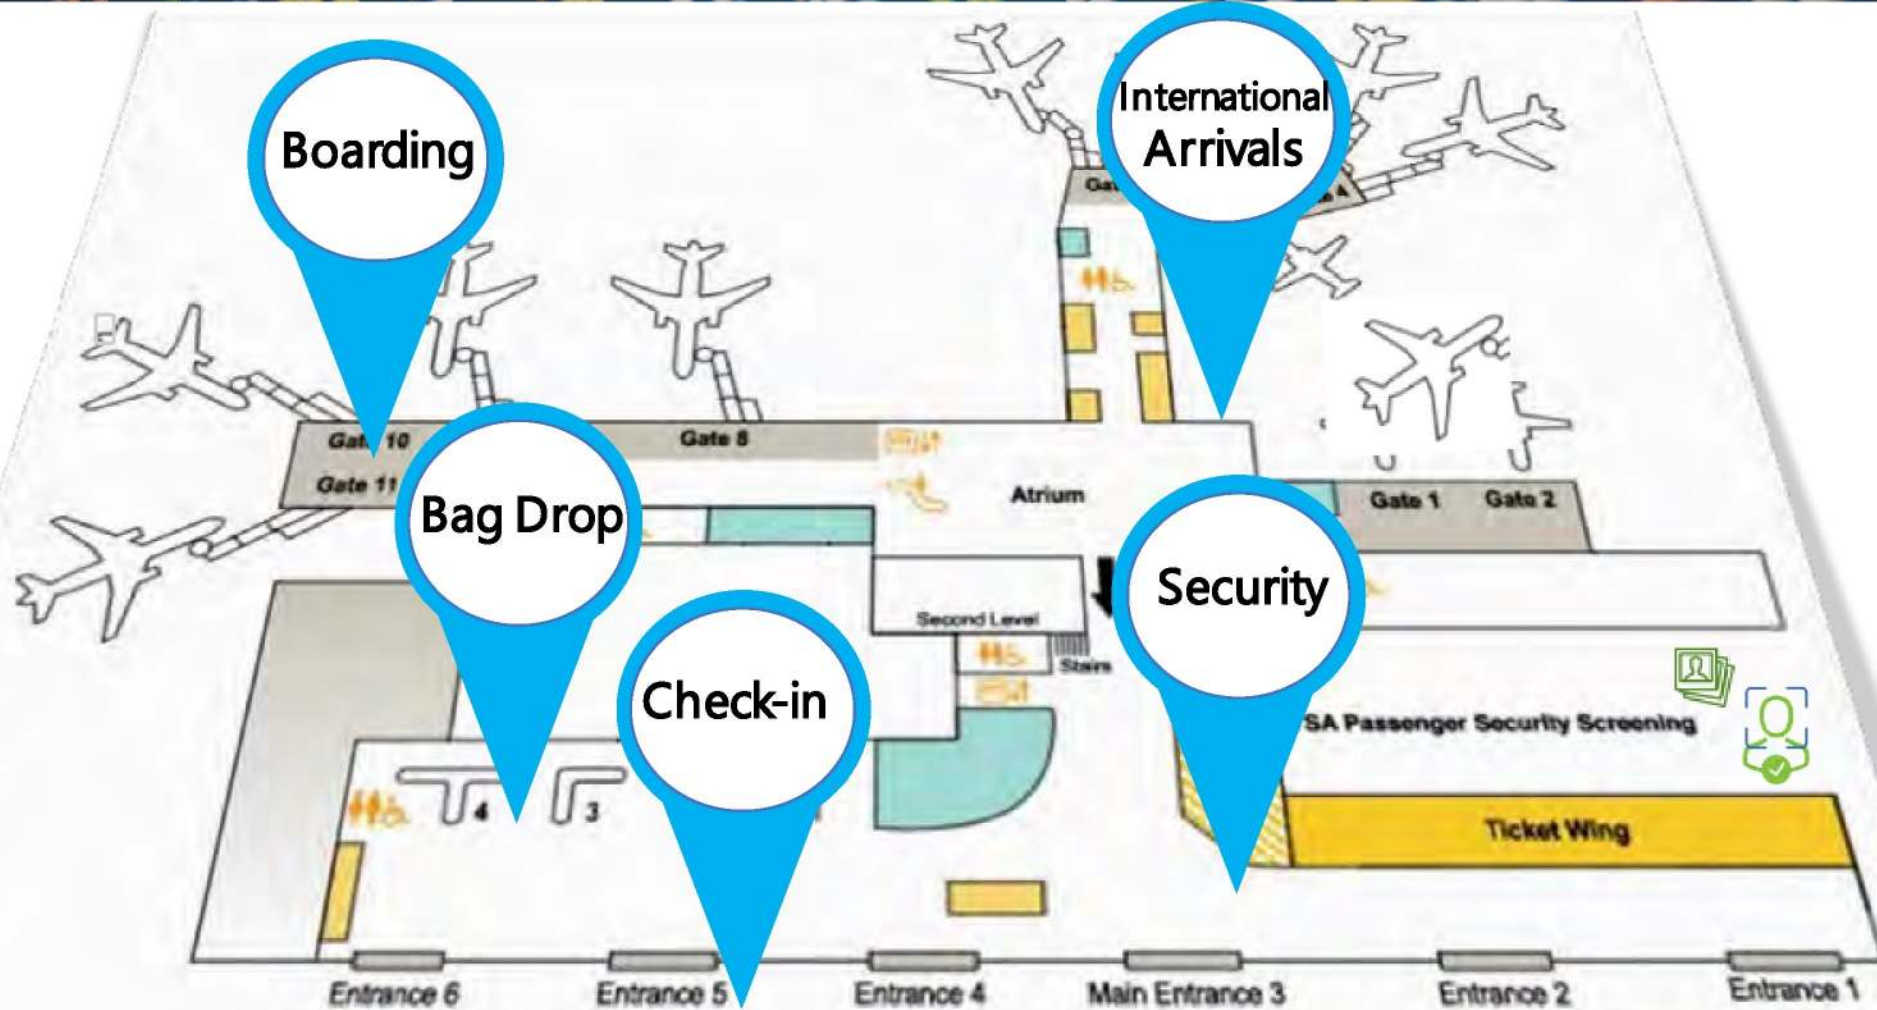 Boarding
International
Arrivals
Gate 10
Gate 8
Gate 11
Atrium
Gate 1
Gate 2
Bag Drop
Security
Second Level
Stairs
Check-in
SA Passenger Security Screening
4
3
Ticket Wing
Entrance 6
Entrance 5
Entrance 4
Main Entrance 3
Entrance 2
Entrance 1